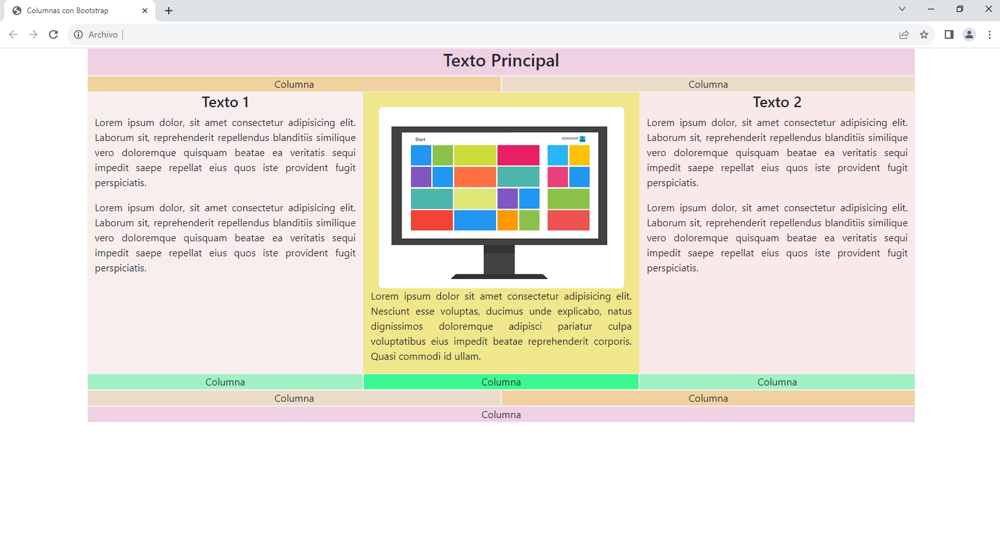 Columnas con Bootstrap
Archivo
Texto Principal
Columna
Columna
Texto 1
Lorem ipsum dolor, sit amet consectetur adipisicing elit.
Laborum sit, reprehenderit repellendus blanditiis similique
vero doloremque quisquam beatae ea veritatis sequi
impedit saepe repellat eius quos iste provident fugit
perspiciatis.
Lorem ipsum dolor, sit amet consectetur adipisicing elit.
Laborum sit, reprehenderit repellendus blanditiis similique
vero doloremque quisquam beatae ea veritatis sequi
impedit saepe repellat eius quos iste provident fugit
perspiciatis.
Start
Lorem ipsum dolor sit amet consectetur adipisicing elit.
Nesciunt esse voluptas, ducimus unde explicabo, natus
dignissimos doloremque adipisci pariatur culpa
voluptatibus eius impedit beatae reprehenderit corporis.
Quasi commodi id ullam.
Texto 2
Lorem ipsum dolor, sit amet consectetur adipisicing elit.
Laborum sit, reprehenderit repellendus blanditiis similique
vero doloremque quisquam beatae ea veritatis sequi
impedit saepe repellat eius quos iste provident fugit
perspiciatis.
Lorem ipsum dolor, sit amet consectetur adipisicing elit.
Laborum sit, reprehenderit repellendus blanditiis similique
vero doloremque quisquam beatae ea veritatis sequi
impedit saepe repellat eius quos iste provident fugit
perspiciatis.
Columna
Columna
Columna
Columna
Columna
Columna